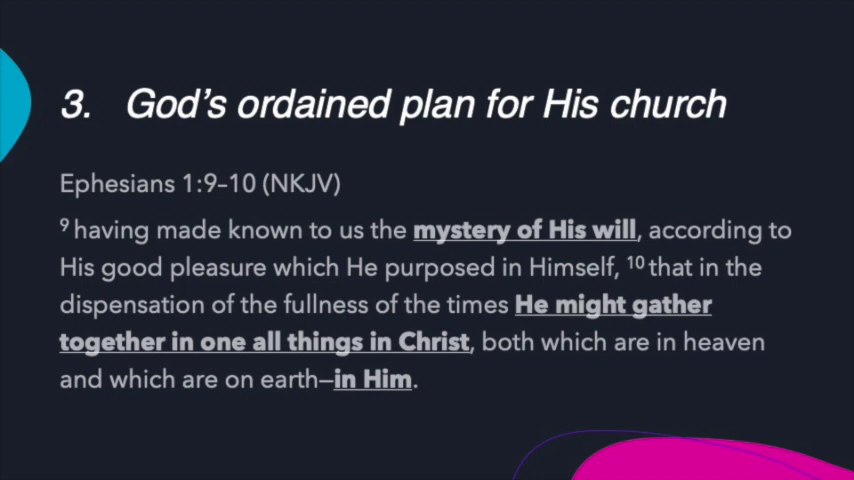 3. God's ordained plan for His church
Ephesians 1:9–10 (NKJV)
⁹ having made known to us the mystery of His will, according to
His good pleasure which He purposed in Himself, ¹⁰ that in the
dispensation of the fullness of the times He might gather
together in one all things in Christ, both which are in heaven
and which are on earth—in Him.